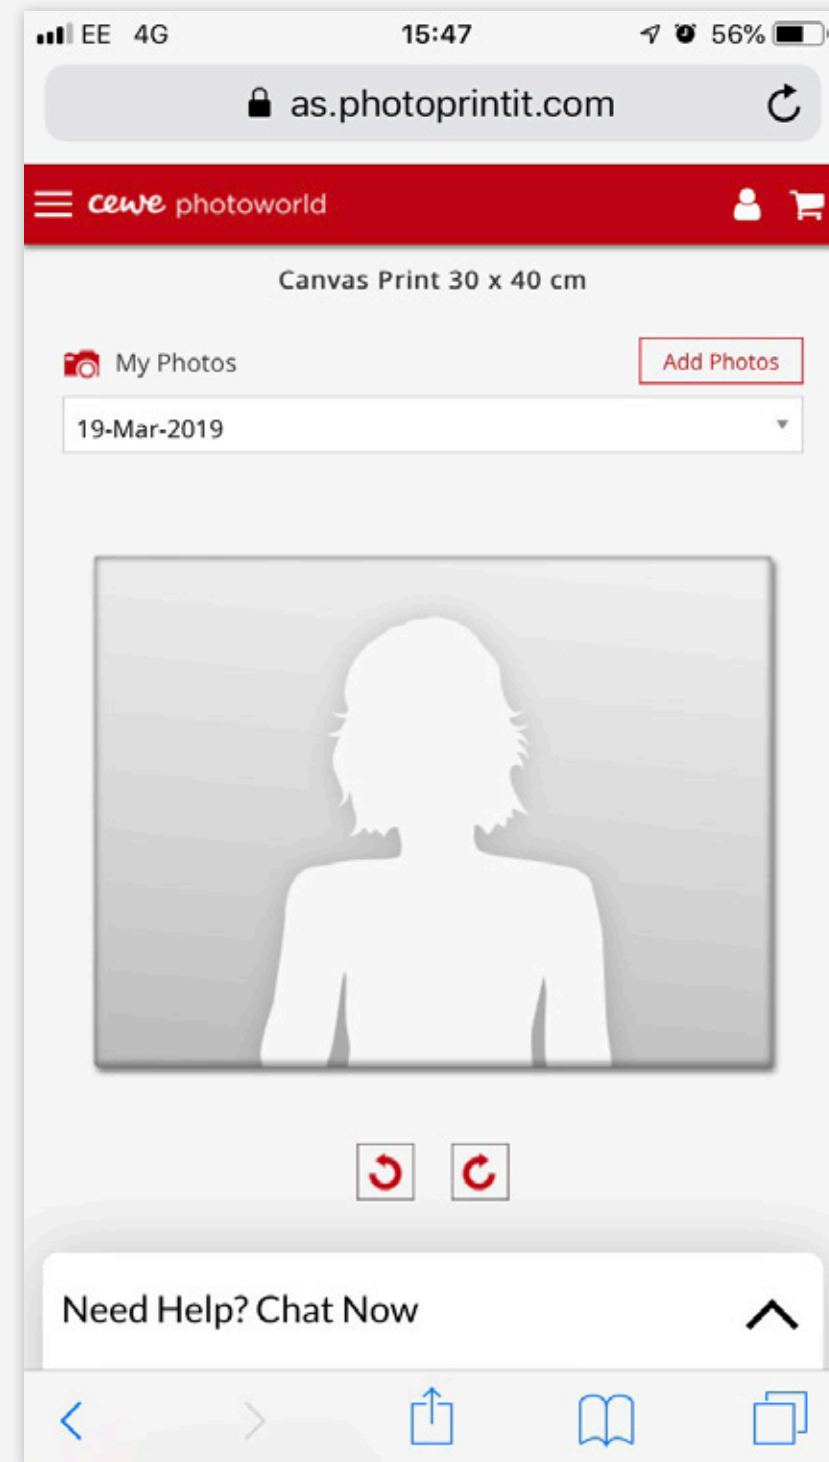 EE 4G 15:47 56%
as.photoprintit.com
cewe photoworld
Canvas Print 30 x 40 cm
My Photos Add Photos
19-Mar-2019
Need Help? Chat Now